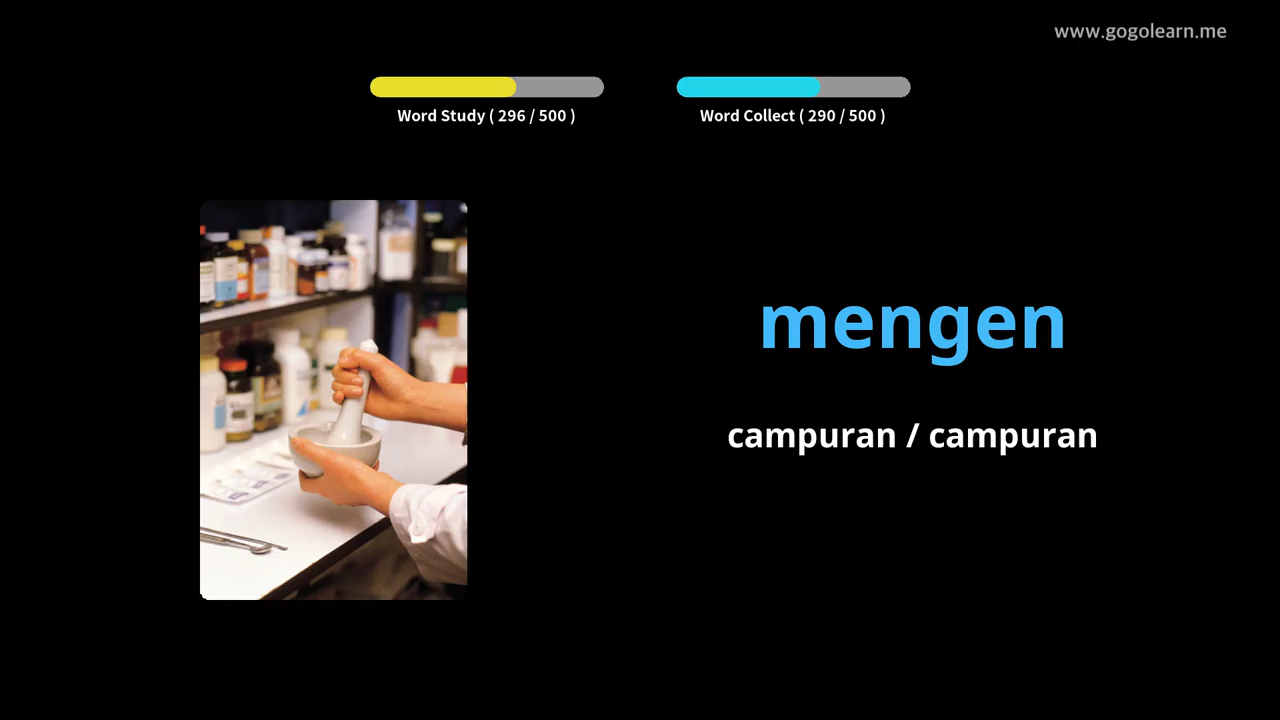 www.gogolearn.me
Word Study ( 296 / 500 )
Word Collect ( 290 / 500 )
mengen
campuran / campuran